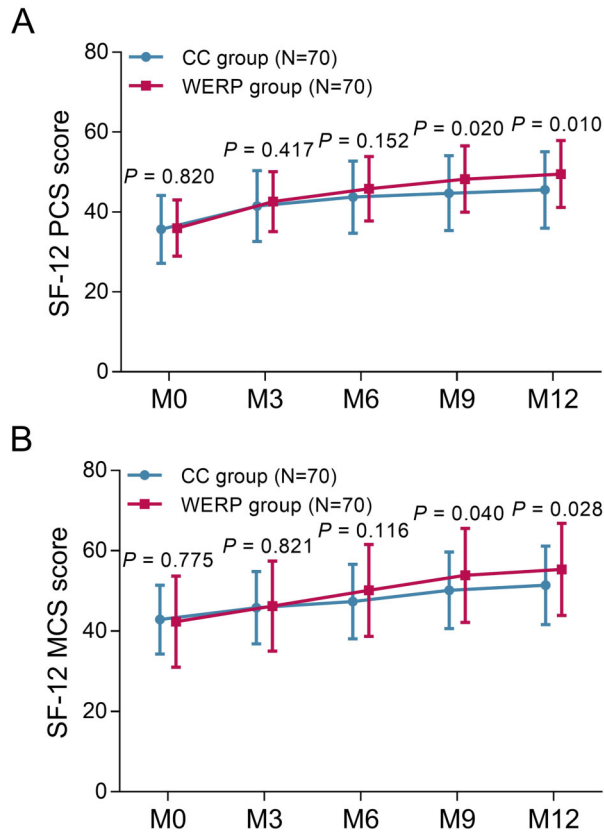 A
80
CC group (N=70)
WERP group (N=70)
60
P = 0.820
P = 0.417
P = 0.152
P = 0.020
P = 0.010
SF-12 PCS score
40
20
0
M0 M3 M6 M9 M12
B
80
CC group (N=70)
WERP group (N=70)
60
P = 0.775
P = 0.821
P = 0.116
P = 0.040
P = 0.028
SF-12 MCS score
40
20
0
M0 M3 M6 M9 M12